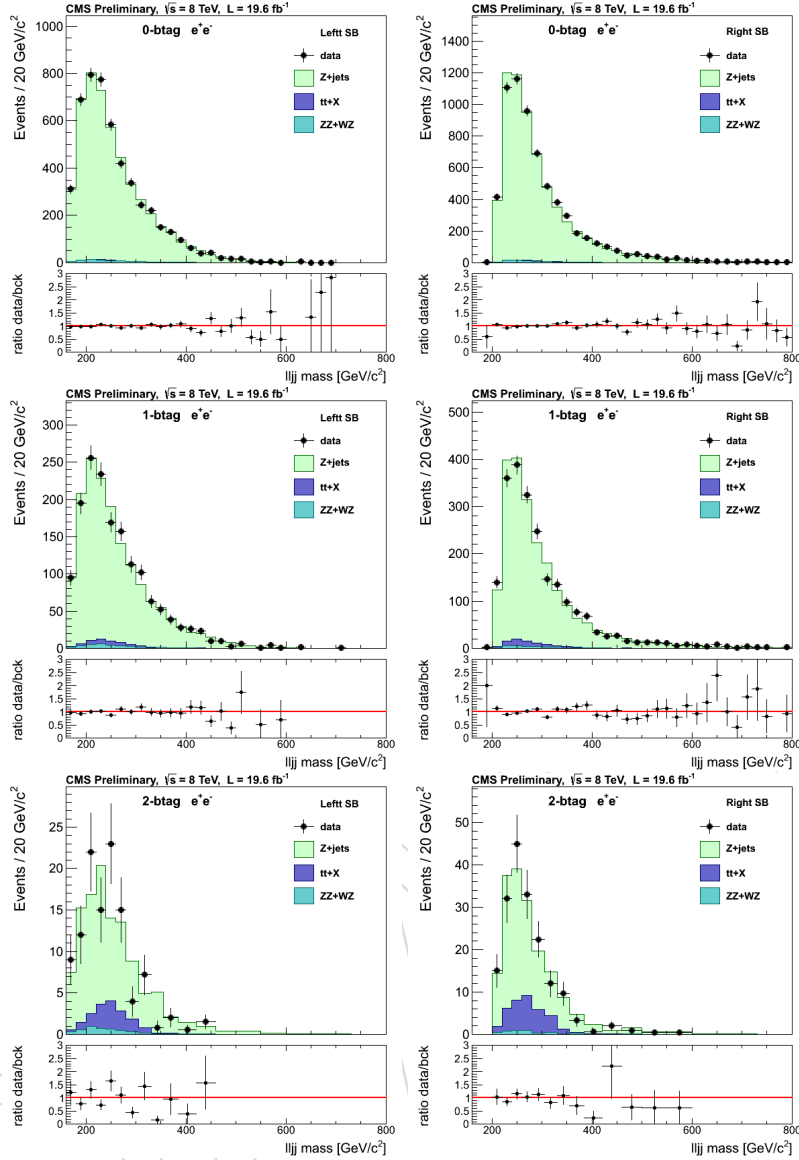 CMS Preliminary, √s = 8 TeV, L = 19.6 fb⁻¹
0-btag e⁺e⁻
Leftt SB
data
Z+jets
tt+X
ZZ+WZ
Events / 20 GeV/c²
1000
800
600
400
200
0
ratio data/bck
3
2.5
2
1.5
1
0.5
0
200 400 600 800
lljj mass [GeV/c²]
CMS Preliminary, √s = 8 TeV, L = 19.6 fb⁻¹
0-btag e⁺e⁻
Right SB
data
Z+jets
tt+X
ZZ+WZ
Events / 20 GeV/c²
1400
1200
1000
800
600
400
200
0
ratio data/bck
3
2.5
2
1.5
1
0.5
0
200 400 600 800
lljj mass [GeV/c²]
CMS Preliminary, √s = 8 TeV, L = 19.6 fb⁻¹
1-btag e⁺e⁻
Leftt SB
data
Z+jets
tt+X
ZZ+WZ
Events / 20 GeV/c²
300
250
200
150
100
50
0
ratio data/bck
3
2.5
2
1.5
1
0.5
0
200 400 600 800
lljj mass [GeV/c²]
CMS Preliminary, √s = 8 TeV, L = 19.6 fb⁻¹
1-btag e⁺e⁻
Right SB
data
Z+jets
tt+X
ZZ+WZ
Events / 20 GeV/c²
500
400
300
200
100
0
ratio data/bck
3
2.5
2
1.5
1
0.5
0
200 400 600 800
lljj mass [GeV/c²]
CMS Preliminary, √s = 8 TeV, L = 19.6 fb⁻¹
2-btag e⁺e⁻
Leftt SB
data
Z+jets
tt+X
ZZ+WZ
Events / 20 GeV/c²
25
20
15
10
5
0
ratio data/bck
3
2.5
2
1.5
1
0.5
0
200 400 600 800
lljj mass [GeV/c²]
CMS Preliminary, √s = 8 TeV, L = 19.6 fb⁻¹
2-btag e⁺e⁻
Right SB
data
Z+jets
tt+X
ZZ+WZ
Events / 20 GeV/c²
50
40
30
20
10
0
ratio data/bck
3
2.5
2
1.5
1
0.5
0
200 400 600 800
lljj mass [GeV/c²]